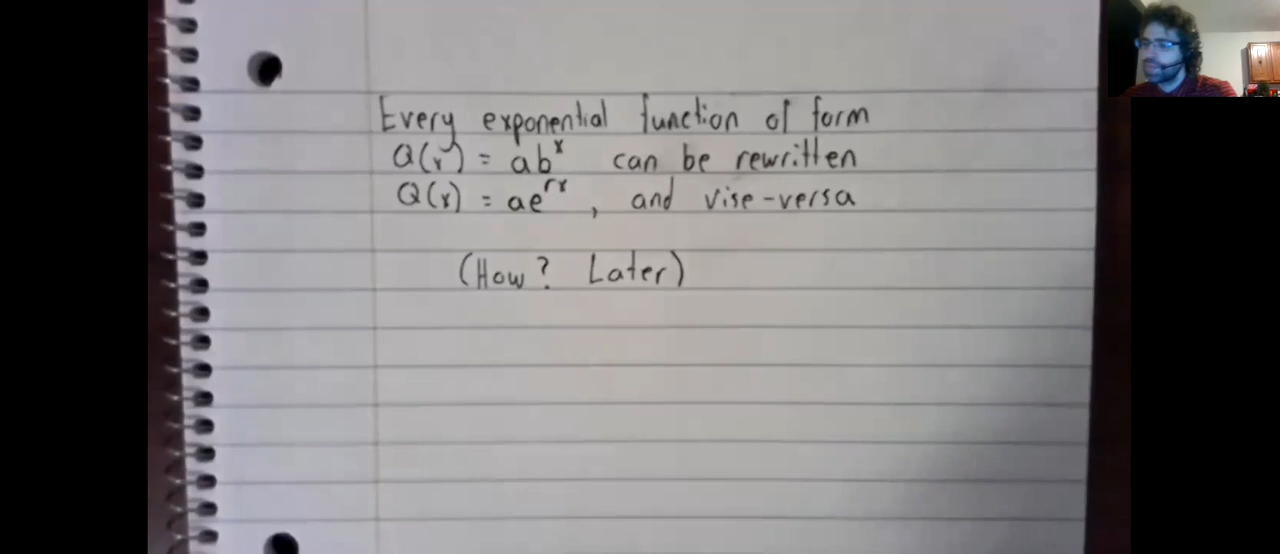 Every exponential function of form
Q(x) = ab^x can be rewritten
Q(x) = ae^rx , and vise-versa
(How? Later)